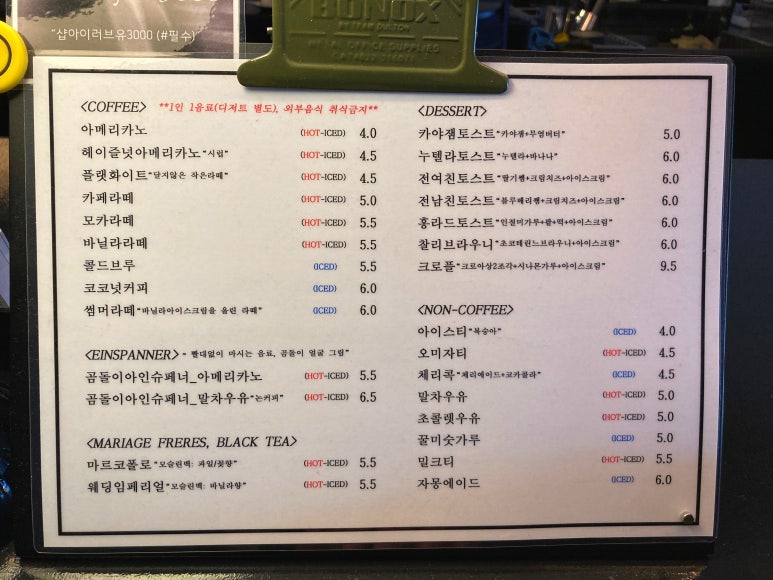 "샵아이러브유3000 (#필수)"
BONOX
METAL OFFICE SUPPLIES
<COFFEE> **1인 1음료(디저트 별도), 외부음식 취식금지**
아메리카노 (HOT-ICED) 4.0
헤이즐넛아메리카노"시럽" (HOT-ICED) 4.5
플랫화이트"달지않은 작은라떼" (HOT-ICED) 4.5
카페라떼 (HOT-ICED) 5.0
모카라떼 (HOT-ICED) 5.5
바닐라라떼 (HOT-ICED) 5.5
콜드브루 (ICED) 5.5
코코넛커피 (ICED) 6.0
썸머라떼"바닐라아이스크림을 올린 라떼" (ICED) 6.0
<EINSPANNER> " 빨대없이 마시는 음료, 곰돌이 얼굴 그림"
곰돌이아인슈페너_아메리카노 (HOT-ICED) 5.5
곰돌이아인슈페너_말차우유"논커피" (HOT-ICED) 6.5
<MARIAGE FRERES, BLACK TEA>
마르코폴로"모슬린백: 과일/꽃향" (HOT-ICED) 5.5
웨딩임페리얼"모슬린백: 바닐라향" (HOT-ICED) 5.5
<DESSERT>
카야잼토스트"카야잼+무염버터" 5.0
누텔라토스트"누텔라+바나나" 6.0
전여친토스트"딸기쨈+크림치즈+아이스크림" 6.0
전남친토스트"블루베리쨈+크림치즈+아이스크림" 6.0
홍라드토스트"인절미가루+팥+떡+아이스크림" 6.0
찰리브라우니"초코테린느브라우니+아이스크림" 6.0
크로플"크로아상2조각+시나몬가루+아이스크림" 9.5
<NON-COFFEE>
아이스티"복숭아" (ICED) 4.0
오미자티 (HOT-ICED) 4.5
체리콕"체리에이드+코카콜라" (ICED) 4.5
말차우유 (HOT-ICED) 5.0
초콜렛우유 (HOT-ICED) 5.0
꿀미숫가루 (ICED) 5.0
밀크티 (HOT-ICED) 5.5
자몽에이드 (ICED) 6.0